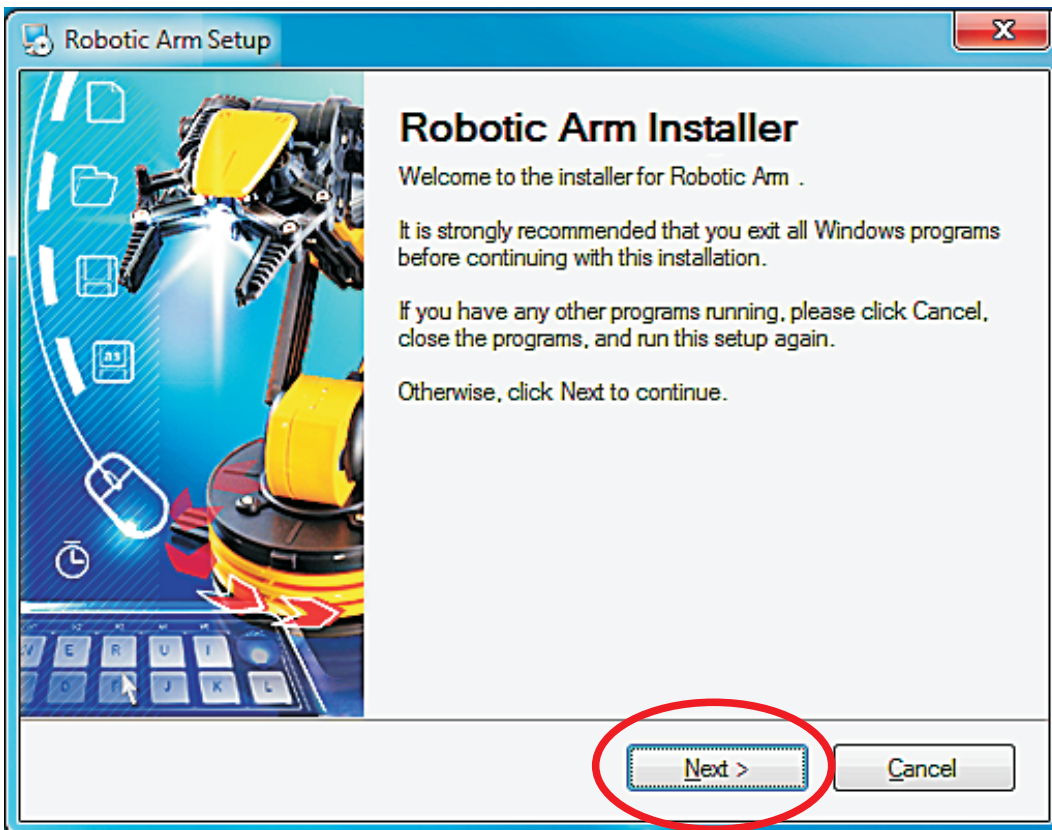 Robotic Arm Setup
Robotic Arm Installer
Welcome to the installer for Robotic Arm .
It is strongly recommended that you exit all Windows programs
before continuing with this installation.
If you have any other programs running, please click Cancel,
close the programs, and run this setup again.
Otherwise, click Next to continue.
as
V E R U I
D F J K L
Next >
Cancel